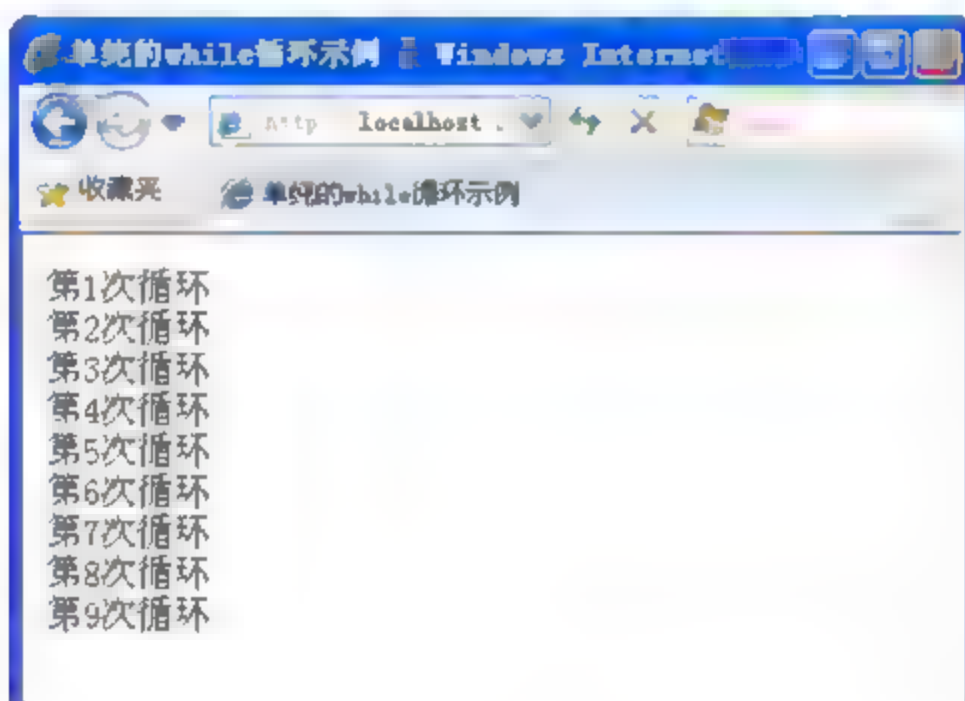 单纯的while循环示例 Windows Internet
http localhost
收藏夹 单纯的while循环示例
第1次循环
第2次循环
第3次循环
第4次循环
第5次循环
第6次循环
第7次循环
第8次循环
第9次循环